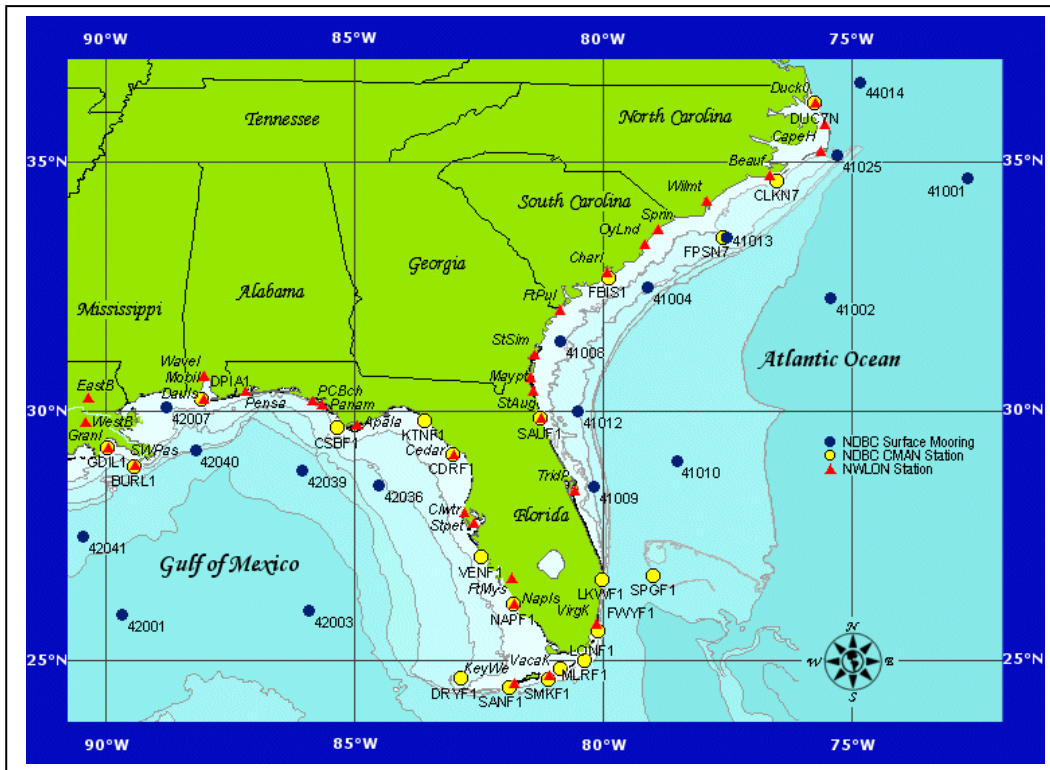 90°W 85°W 80°W 75°W
Duck0
44014
DUC7N
North Carolina
Tennessee
CapeH
35°N 35°N
Beauf
41025
41001
CLKN7
Wilmt
South Carolina
Sprin
OyLnd
41013
FPSN7
Charl
Georgia
FBIS1
41004
Alabama
FtPul
Mississippi
41002
StSim
41008
Atlantic Ocean
Wavel
Mobil
DPIA1
Maypt
EastB
Dauls
PCBch
Pensa
Panam
StAug
30°N 30°N
42007
WestB
Apala
KTNF1
SAUF1
41012
Granl
CSBF1
Cedar
NDBC Surface Mooring
SWPas
GDIL1
42040
CDRF1
NDBC CMAN Station
BURL1
42039
TridP
41010
NWLON Station
42036
41009
Clwtr
Stpet
Florida
42041
Gulf of Mexico
VENF1
FtMys
LKWF1
SPGF1
Napls
VirgK
FWYF1
42001
42003
NAPF1
LONF1
25°N 25°N
Vacak
KeyWe
MLRF1
DRYF1
SMKF1
SANF1
N
W E
S
90°W 85°W 80°W 75°W